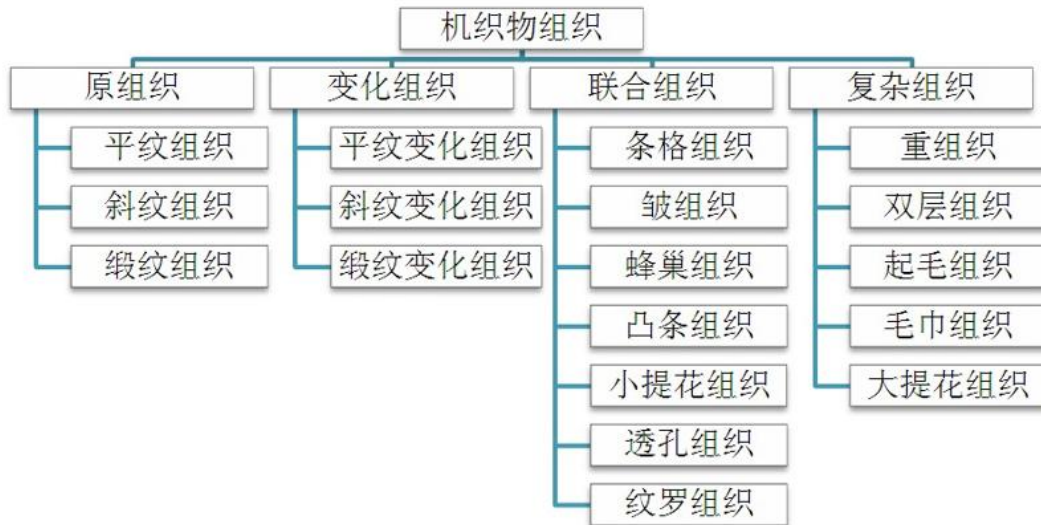 机织物组织
原组织
平纹组织
斜纹组织
缎纹组织
变化组织
平纹变化组织
斜纹变化组织
缎纹变化组织
联合组织
条格组织
皱组织
蜂巢组织
凸条组织
小提花组织
透孔组织
纹罗组织
复杂组织
重组织
双层组织
起毛组织
毛巾组织
大提花组织